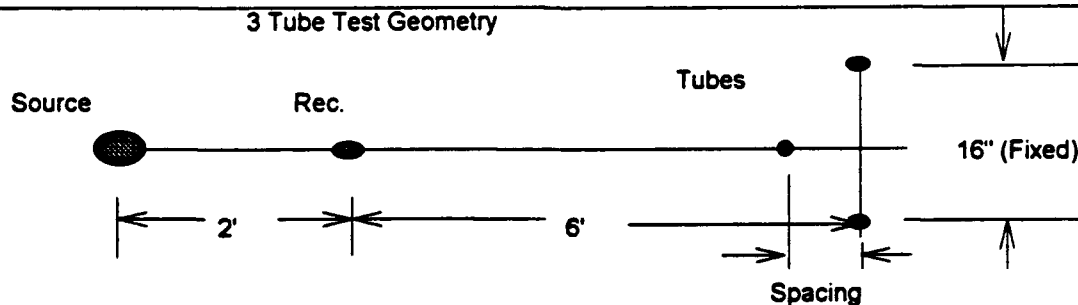 3 Tube Test Geometry
Tubes
Source
Rec.
16" (Fixed)
2'
6'
Spacing